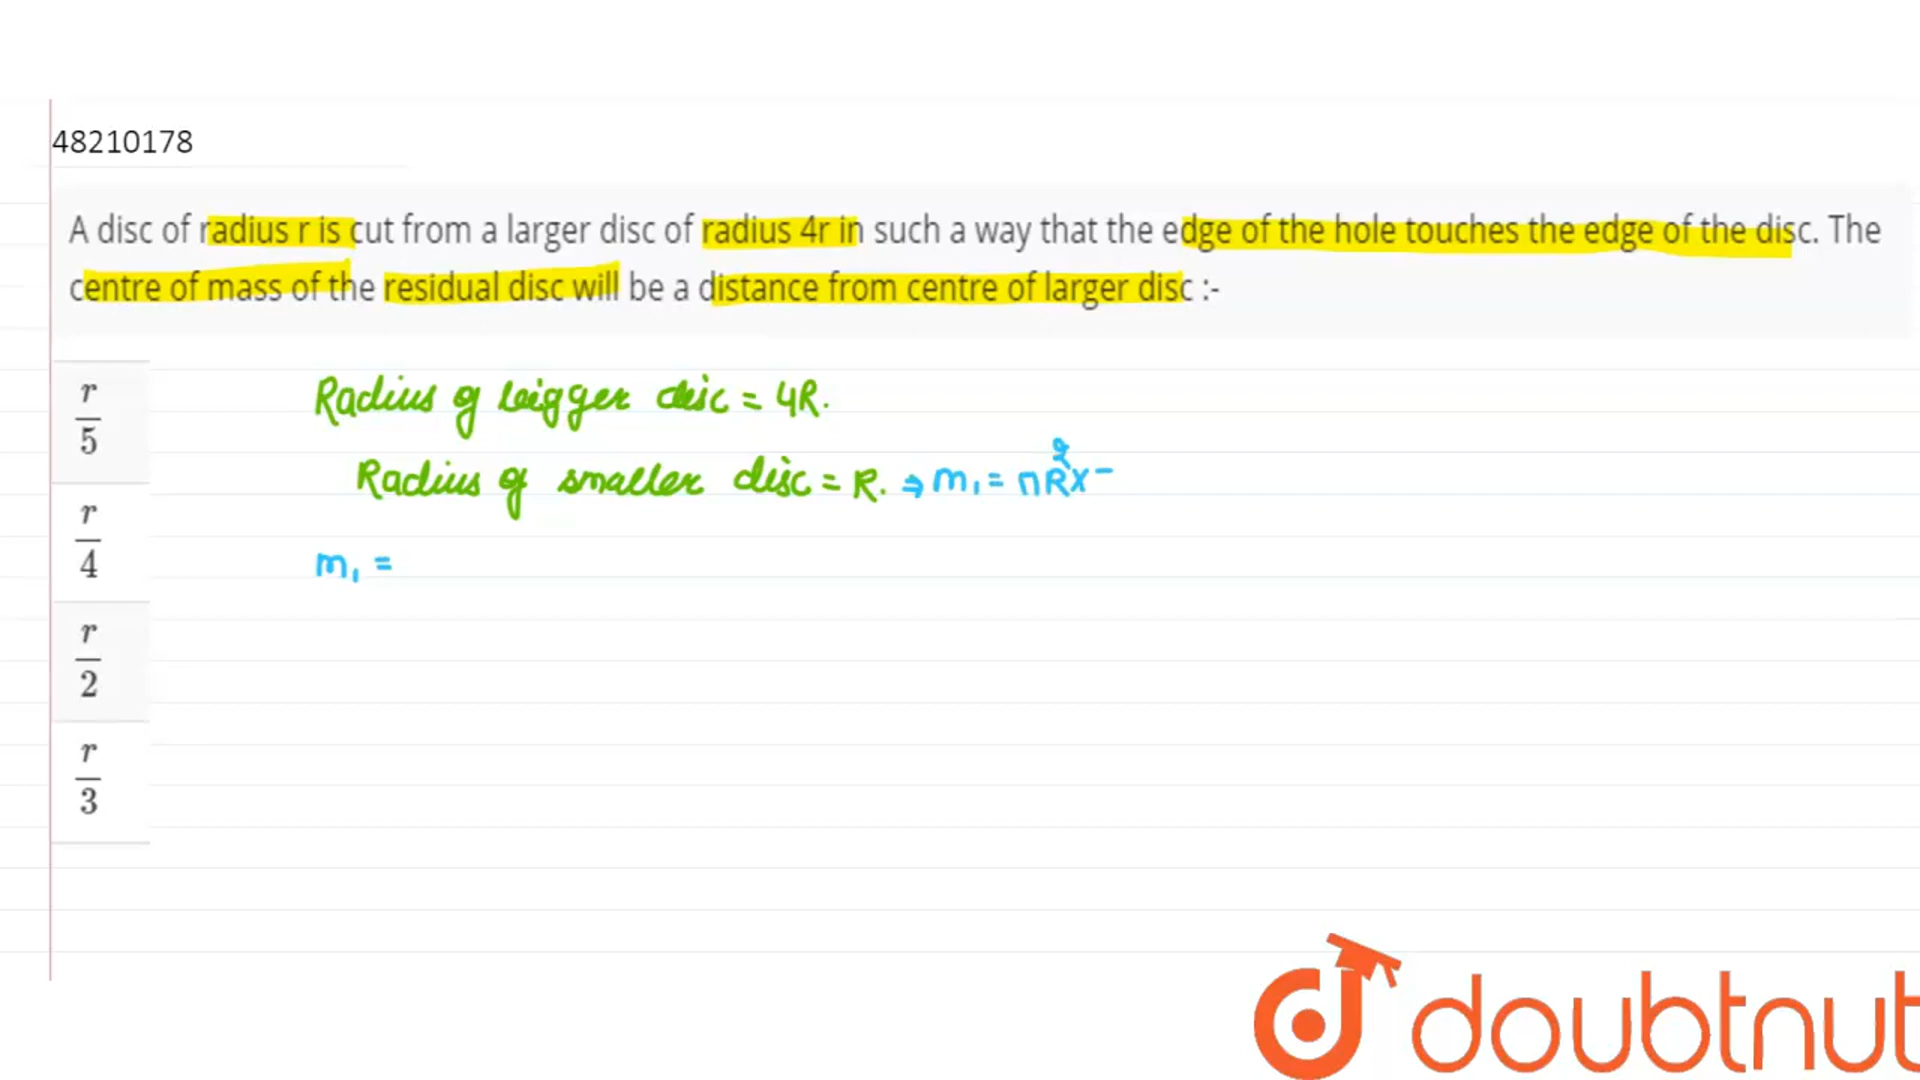 48210178
A disc of radius r is cut from a larger disc of radius 4r in such a way that the edge of the hole touches the edge of the disc. The
centre of mass of the residual disc will be a distance from centre of larger disc :-
r/5
r/4
r/2
r/3
Radius of bigger disc = 4R.
Radius of smaller disc = R. ⇒ m₁ = πR²x-
m₁ =
doubtnut